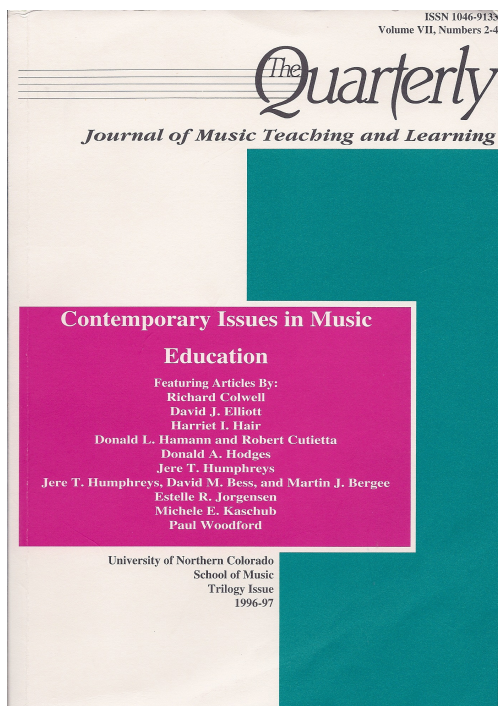 ISSN 1046-9133
Volume VII, Numbers 2-4
The
Quarterly
Journal of Music Teaching and Learning
Contemporary Issues in Music
Education
Featuring Articles By:
Richard Colwell
David J. Elliott
Harriet I. Hair
Donald L. Hamann and Robert Cutietta
Donald A. Hodges
Jere T. Humphreys
Jere T. Humphreys, David M. Bess, and Martin J. Bergee
Estelle R. Jorgensen
Michele E. Kaschub
Paul Woodford
University of Northern Colorado
School of Music
Trilogy Issue
1996-97